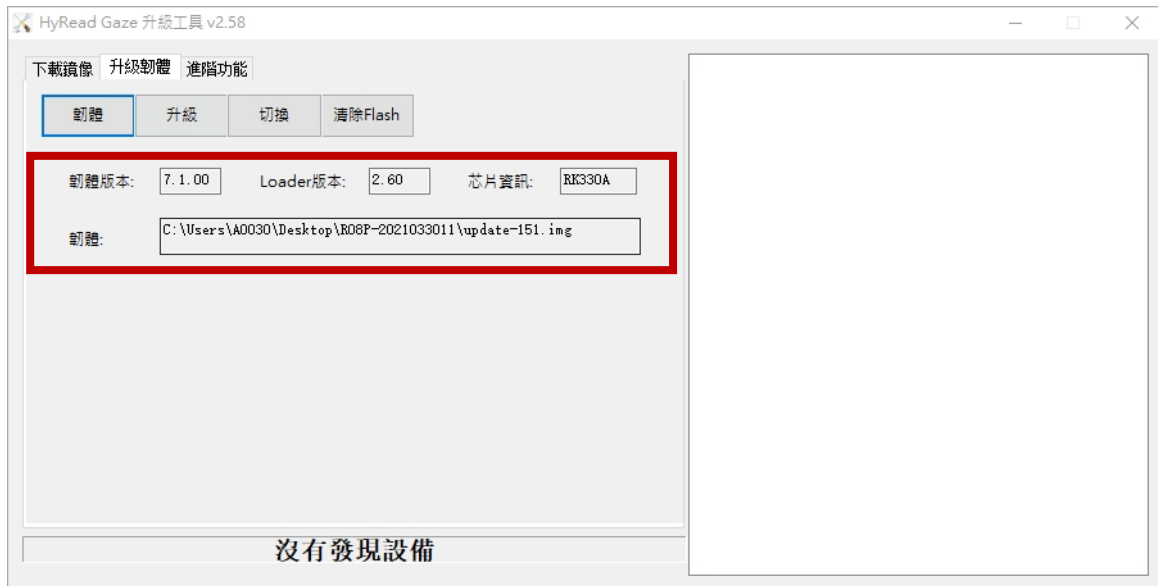 HyRead Gaze 升級工具 v2.58
下載鏡像 升級韌體 進階功能
韌體 升級 切換 清除Flash
韌體版本: 7.1.00 Loader版本: 2.60 芯片資訊: RK330A
韌體: C:\Users\A0030\Desktop\R08P-2021033011\update-151.img
沒有發現設備